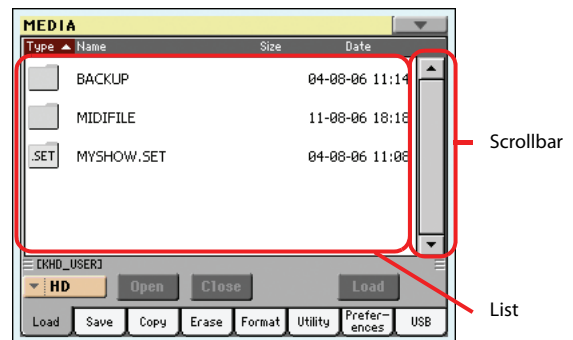 MEDIA
Type Name Size Date
BACKUP 04-08-06 11:14
MIDIFILE 11-08-06 18:18
.SET MYSHOW.SET 04-08-06 11:08
Scrollbar
[KHD_USER]
HD Open Close Load
List
Load Save Copy Erase Format Utility Prefer-
ences USB